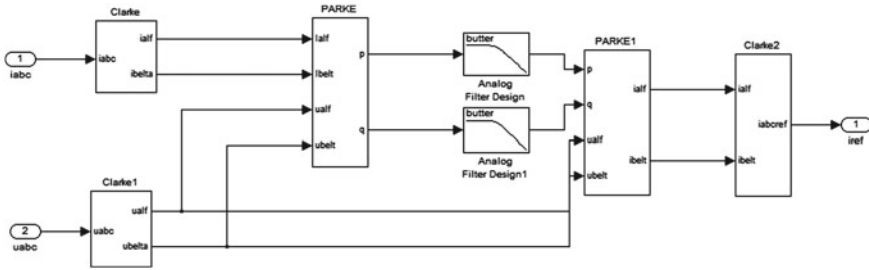 Clarke
iabc
ialf
ibelta
1
iabc
PARKE
Ialf
Ibelt
ualf
ubelt
p
q
butter
Analog
Filter Design
butter
Analog
Filter Design1
PARKE1
p
q
ualf
ubelt
ialf
ibelt
Clarke2
ialf
ibelt
iabcref
1
iref
Clarke1
uabc
ualf
ubelta
2
uabc